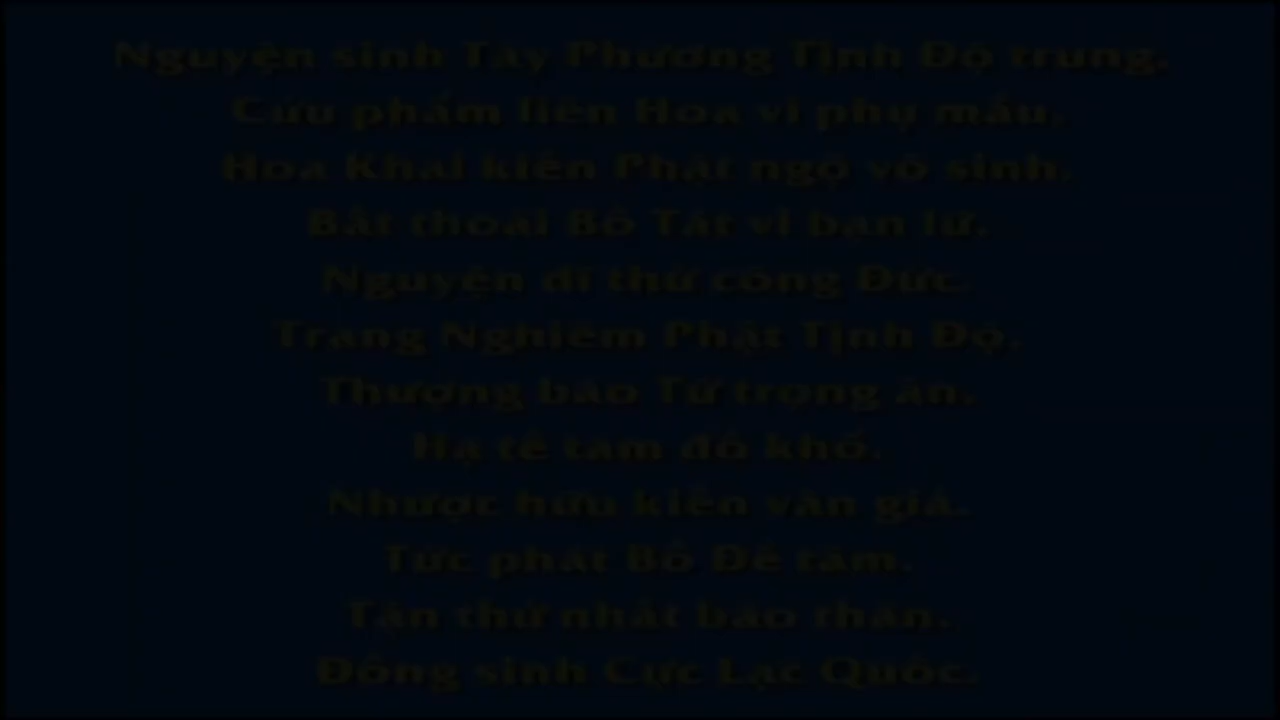 Nguyện sinh Tây Phương Tịnh Độ trung.
Cửu phẩm liên Hoa vi phụ mẫu.
Hoa Khai kiến Phật ngộ vô sinh.
Bất thoái Bồ Tát vi bạn lữ.
Nguyện dĩ thử công Đức.
Trang Nghiêm Phật Tịnh Độ.
Thượng báo Tứ trọng ân.
Hạ tế tam đồ khổ.
Nhược hữu kiến văn giả.
Tức phát Bồ Đề tâm.
Tận thử nhất báo thân.
Đồng sinh Cực Lạc Quốc.